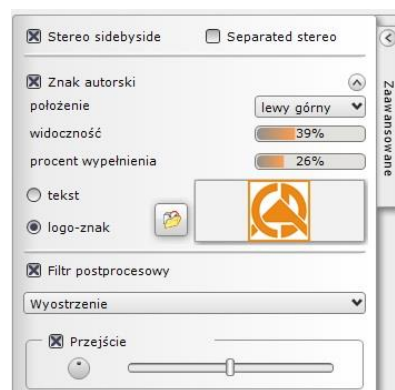 Stereo sidebyside Separated stereo
Znak autorski
położenie lewy górny
widoczność 39%
procent wypełnienia 26%
tekst
logo-znak
Filtr postprocesowy
Wyostrzenie
Przejście
Zaawansowane